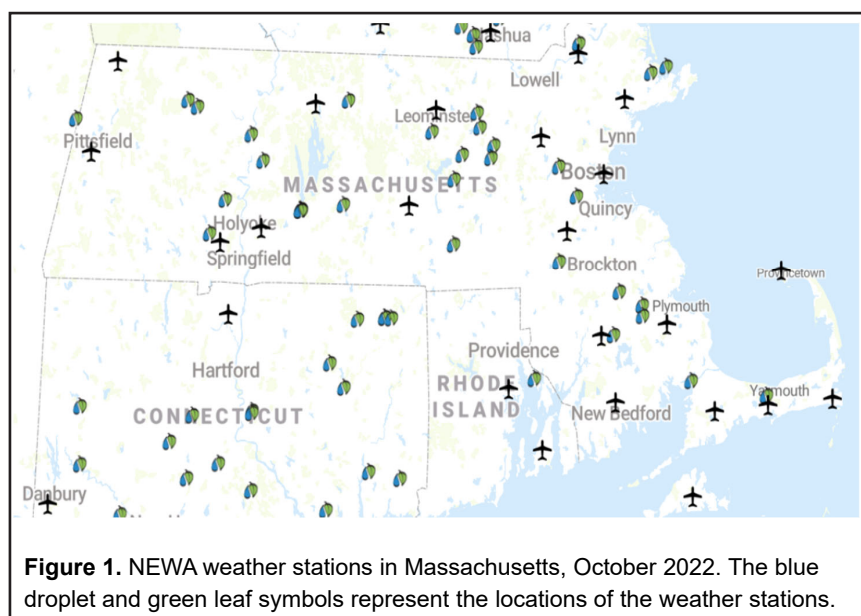 Nashua
Lowell
Leominster
Pittsfield
Lynn
Boston
MASSACHUSETTS
Quincy
Holyoke
Springfield
Brockton
Provincetown
Plymouth
Providence
Hartford
RHODE
ISLAND
Yarmouth
CONNECTICUT
New Bedford
Danbury
Figure 1. NEWA weather stations in Massachusetts, October 2022. The blue
droplet and green leaf symbols represent the locations of the weather stations.